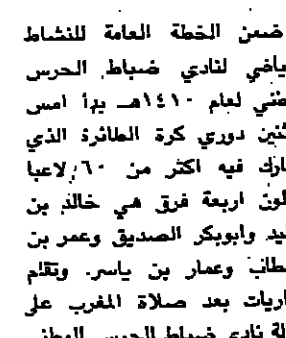 ضمن الخطة العامة للنشاط
ياضي لنادي ضباط الحرس
طني لعام ١٤١٠هـ بدأ امس
ثنين دوري كرة الطائرة الذي
ارك فيه اكثر من ٦٠ لاعبا
لون اربعة فرق هي خالد بن
ليد وابوبكر الصديق وعمر بن
طاب وعمار بن ياسر. وتقام
اريات بعد صلاة المغرب على
لة نادي ضباط الحرس الوطني